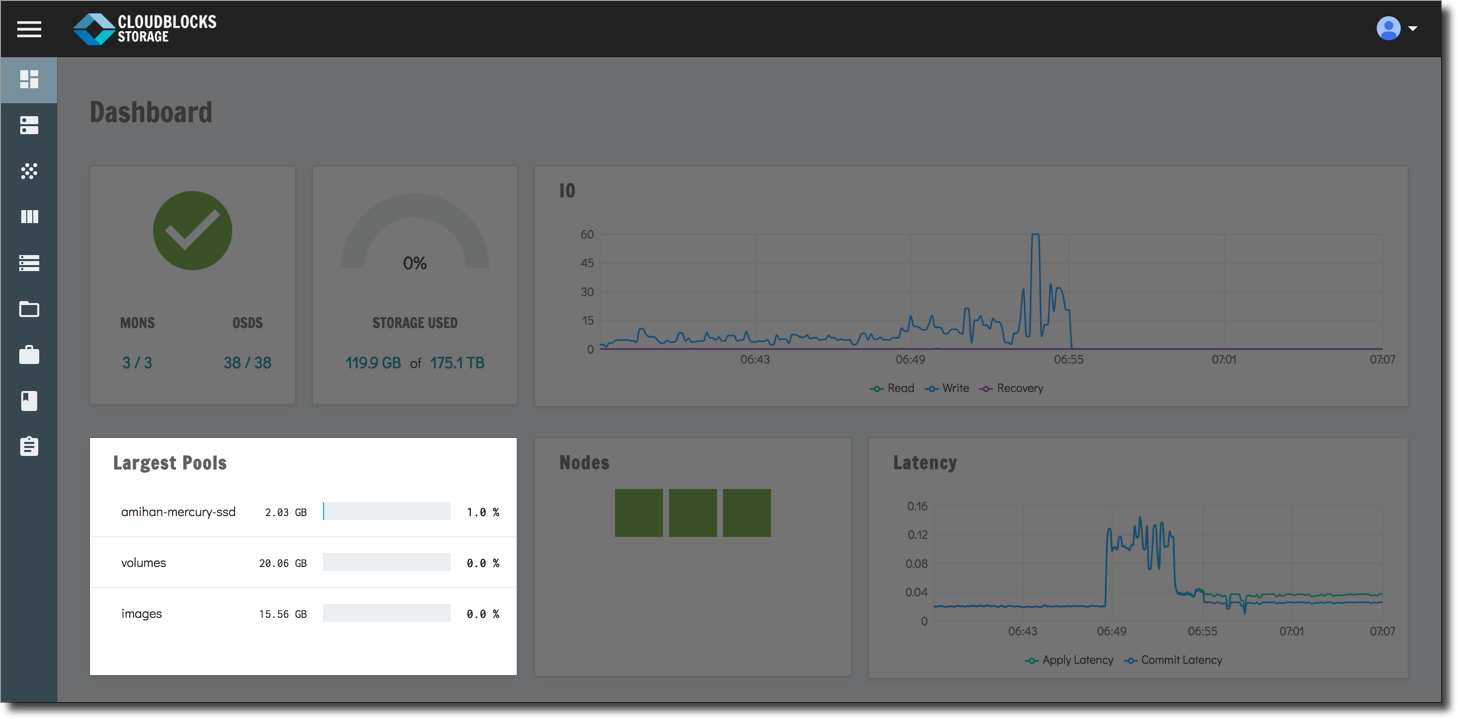 CLOUDBLOCKS
STORAGE
Dashboard
MONS OSDS
3 / 3 38 / 38
0%
STORAGE USED
119.9 GB of 175.1 TB
IO
60
45
30
15
0
06:43 06:49 06:55 07:01 07:07
Read Write Recovery
Largest Pools
amihan-mercury-ssd 2.03 GB 1.0 %
volumes 20.06 GB 0.0 %
images 15.56 GB 0.0 %
Nodes
Latency
0.16
0.12
0.08
0.04
0
06:43 06:49 06:55 07:01 07:07
Apply Latency Commit Latency